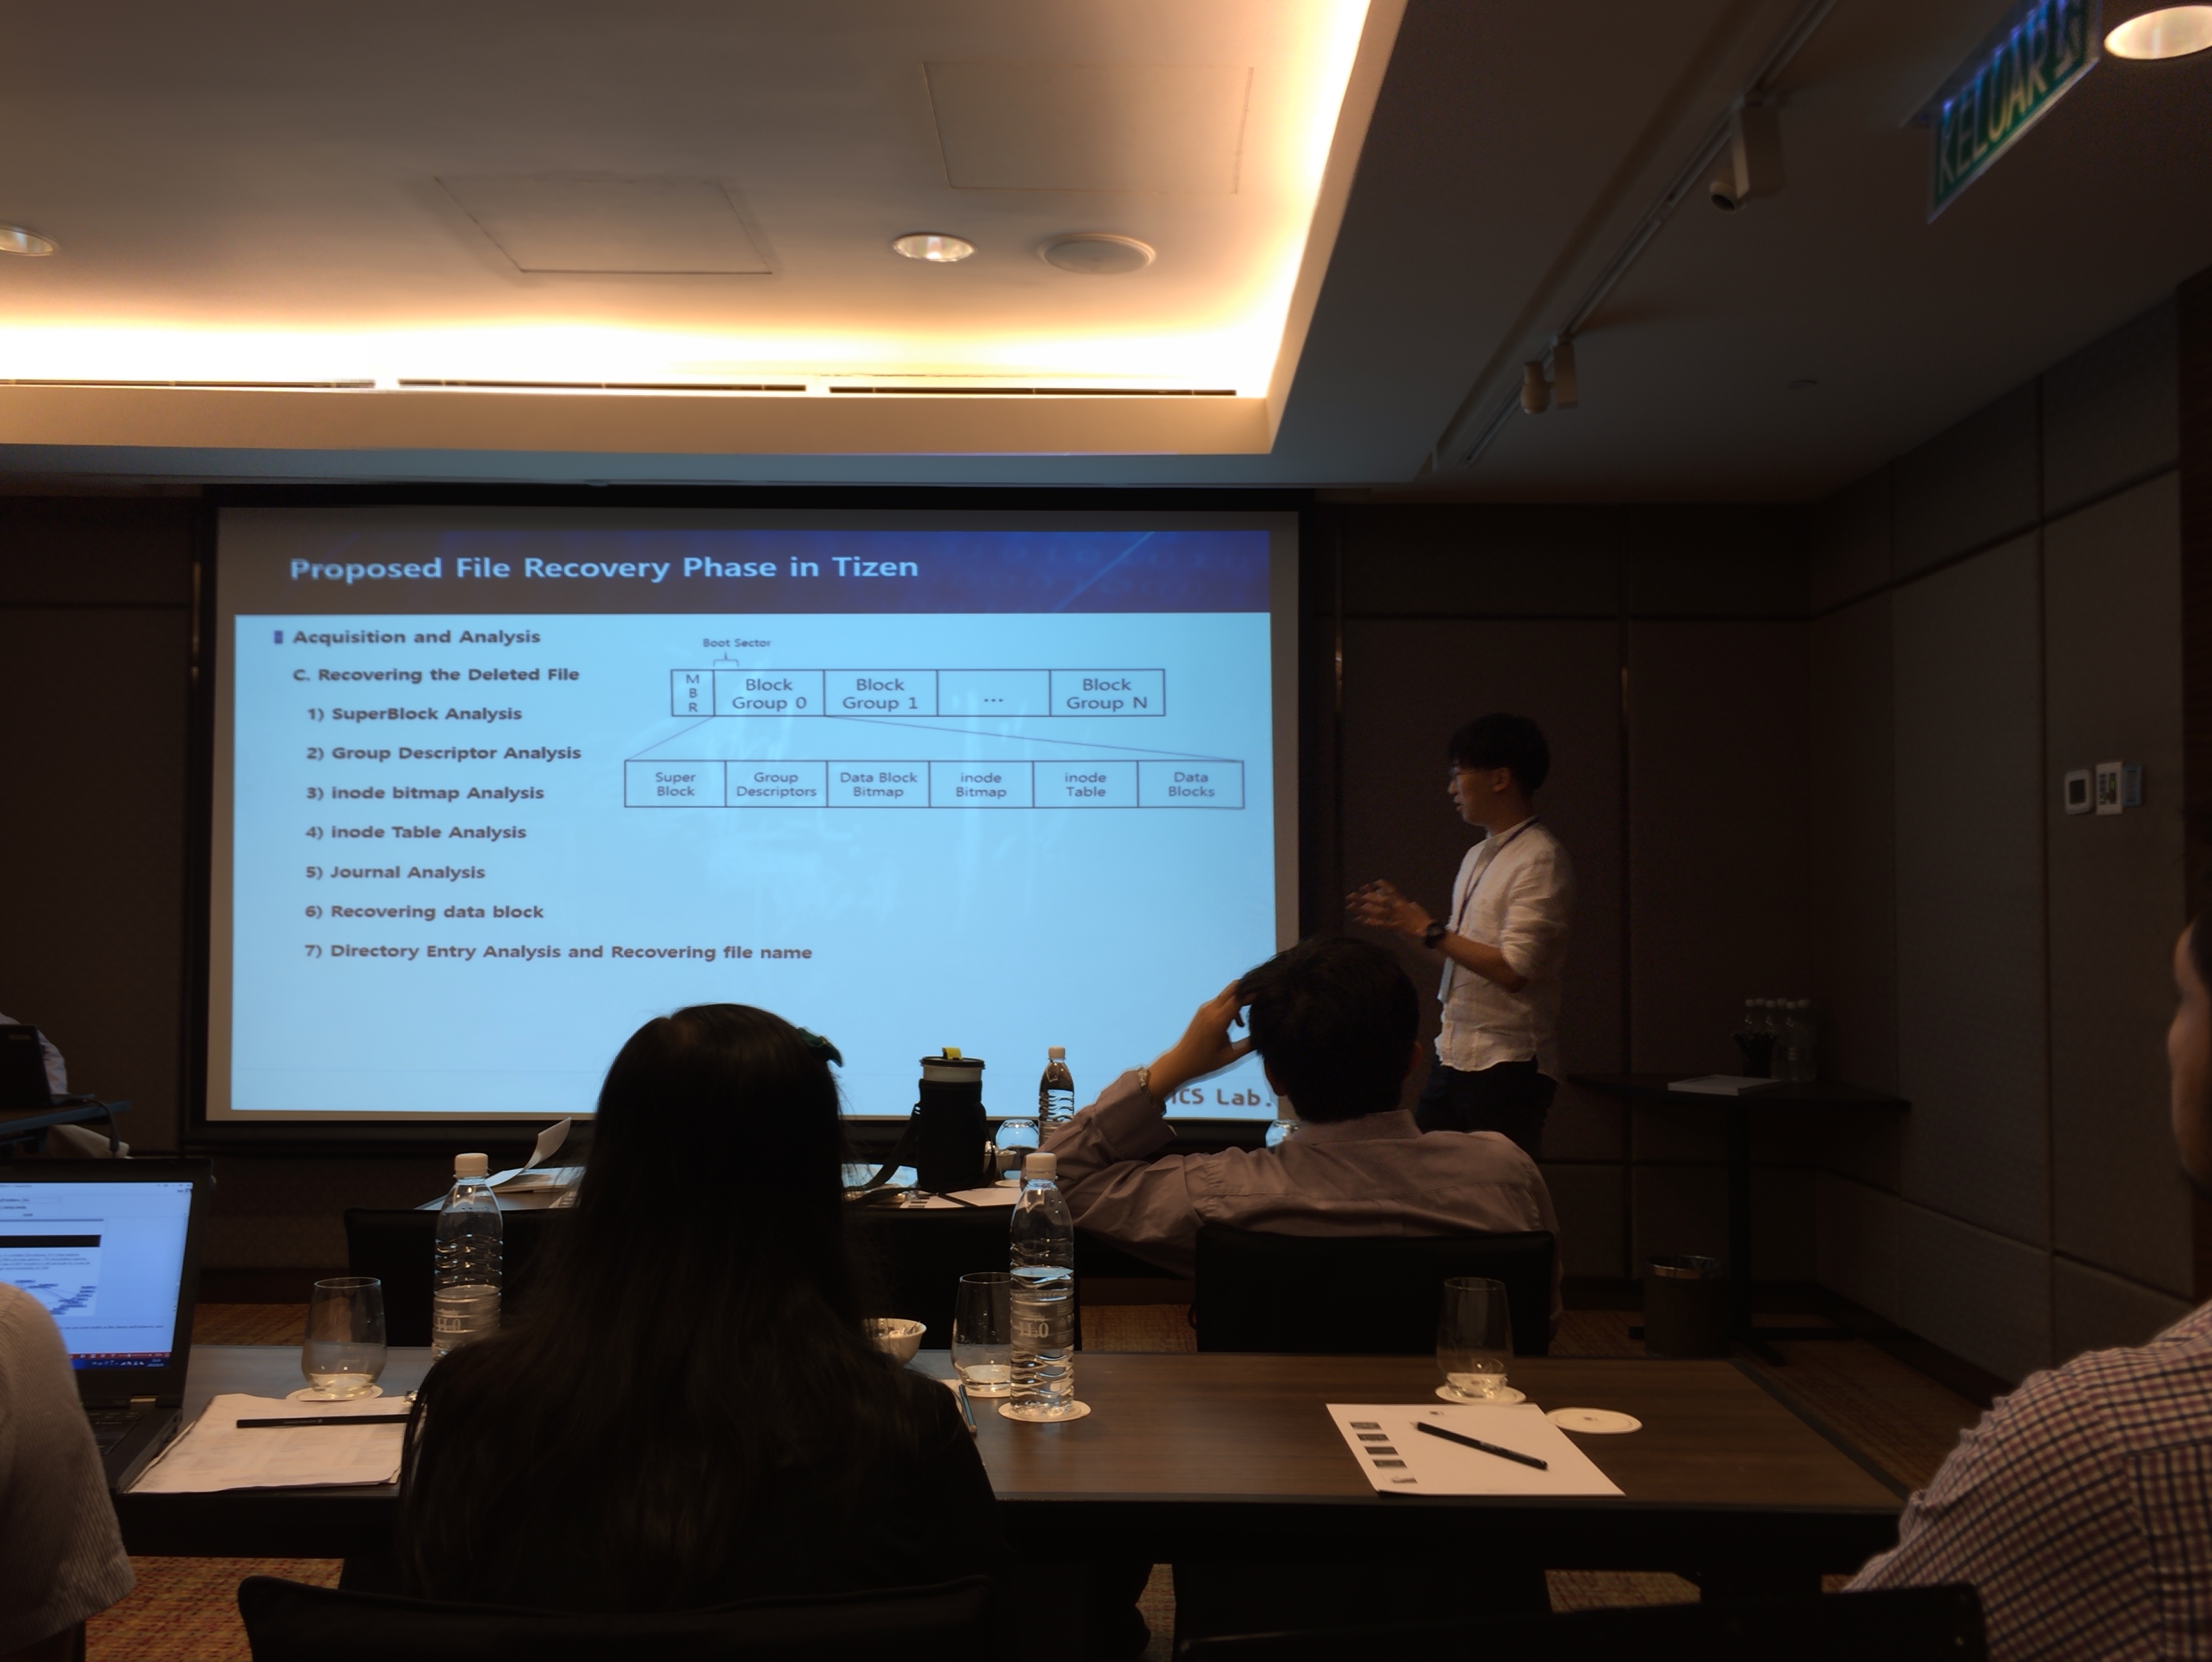 KELUAR
Proposed File Recovery Phase in Tizen
Acquisition and Analysis
C. Recovering the Deleted File
1) SuperBlock Analysis
2) Group Descriptor Analysis
3) inode bitmap Analysis
4) inode Table Analysis
5) Journal Analysis
6) Recovering data block
7) Directory Entry Analysis and Recovering file name
Boot Sector
M
B
R
Block
Group 0
Block
Group 1
...
Block
Group N
Super
Block
Group
Descriptors
Data Block
Bitmap
inode
Bitmap
inode
Table
Data
Blocks
ICS Lab.